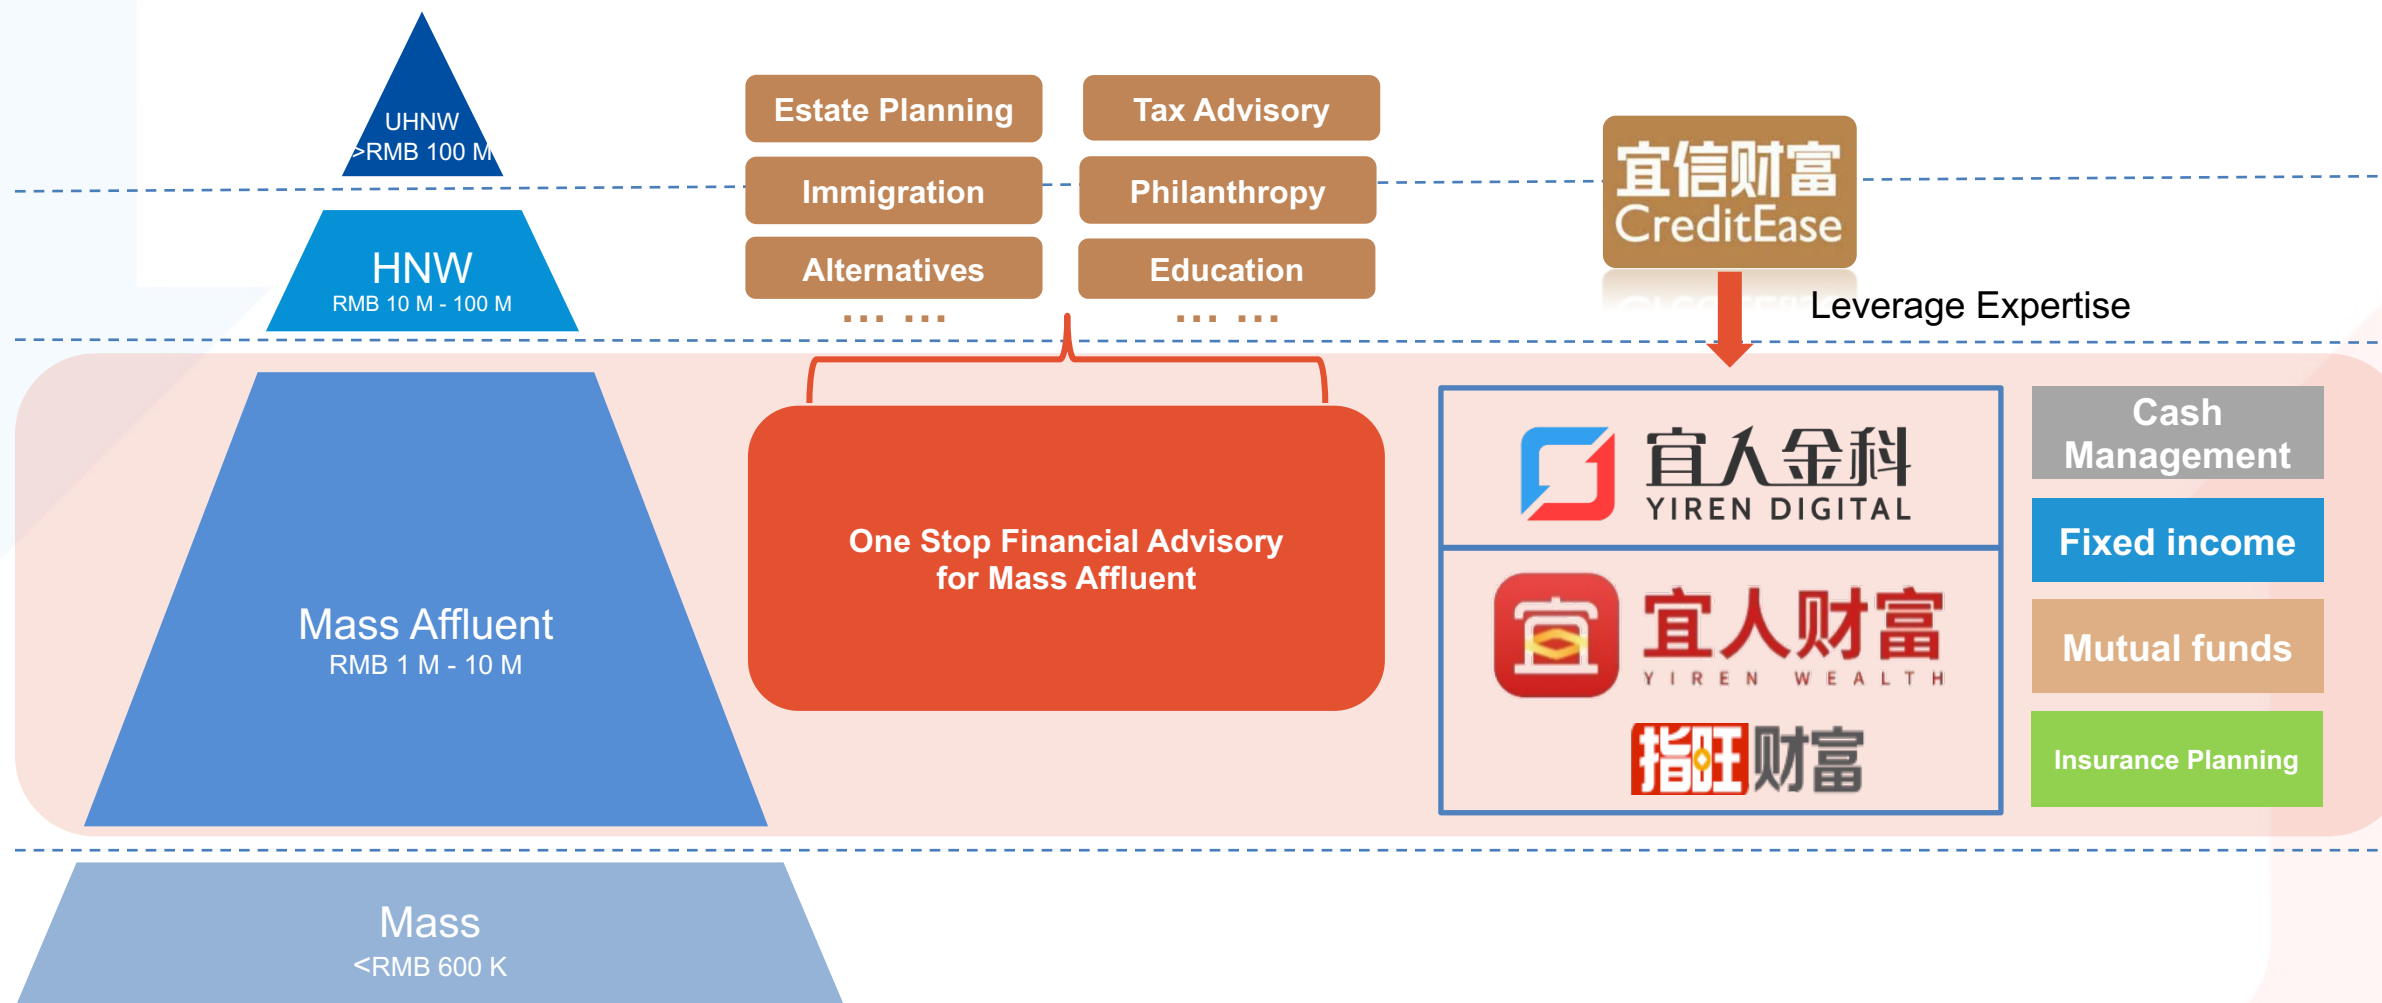 UHNW
>RMB 100 M
HNW
RMB 10 M - 100 M
Mass Affluent
RMB 1 M - 10 M
Mass
<RMB 600 K
Estate Planning
Tax Advisory
Immigration
Philanthropy
Alternatives
Education
... ...
... ...
One Stop Financial Advisory
for Mass Affluent
宜信财富
CreditEase
Leverage Expertise
宜人金科
YIREN DIGITAL
宜
宜人财富
YIREN WEALTH
指旺财富
Cash
Management
Fixed income
Mutual funds
Insurance Planning